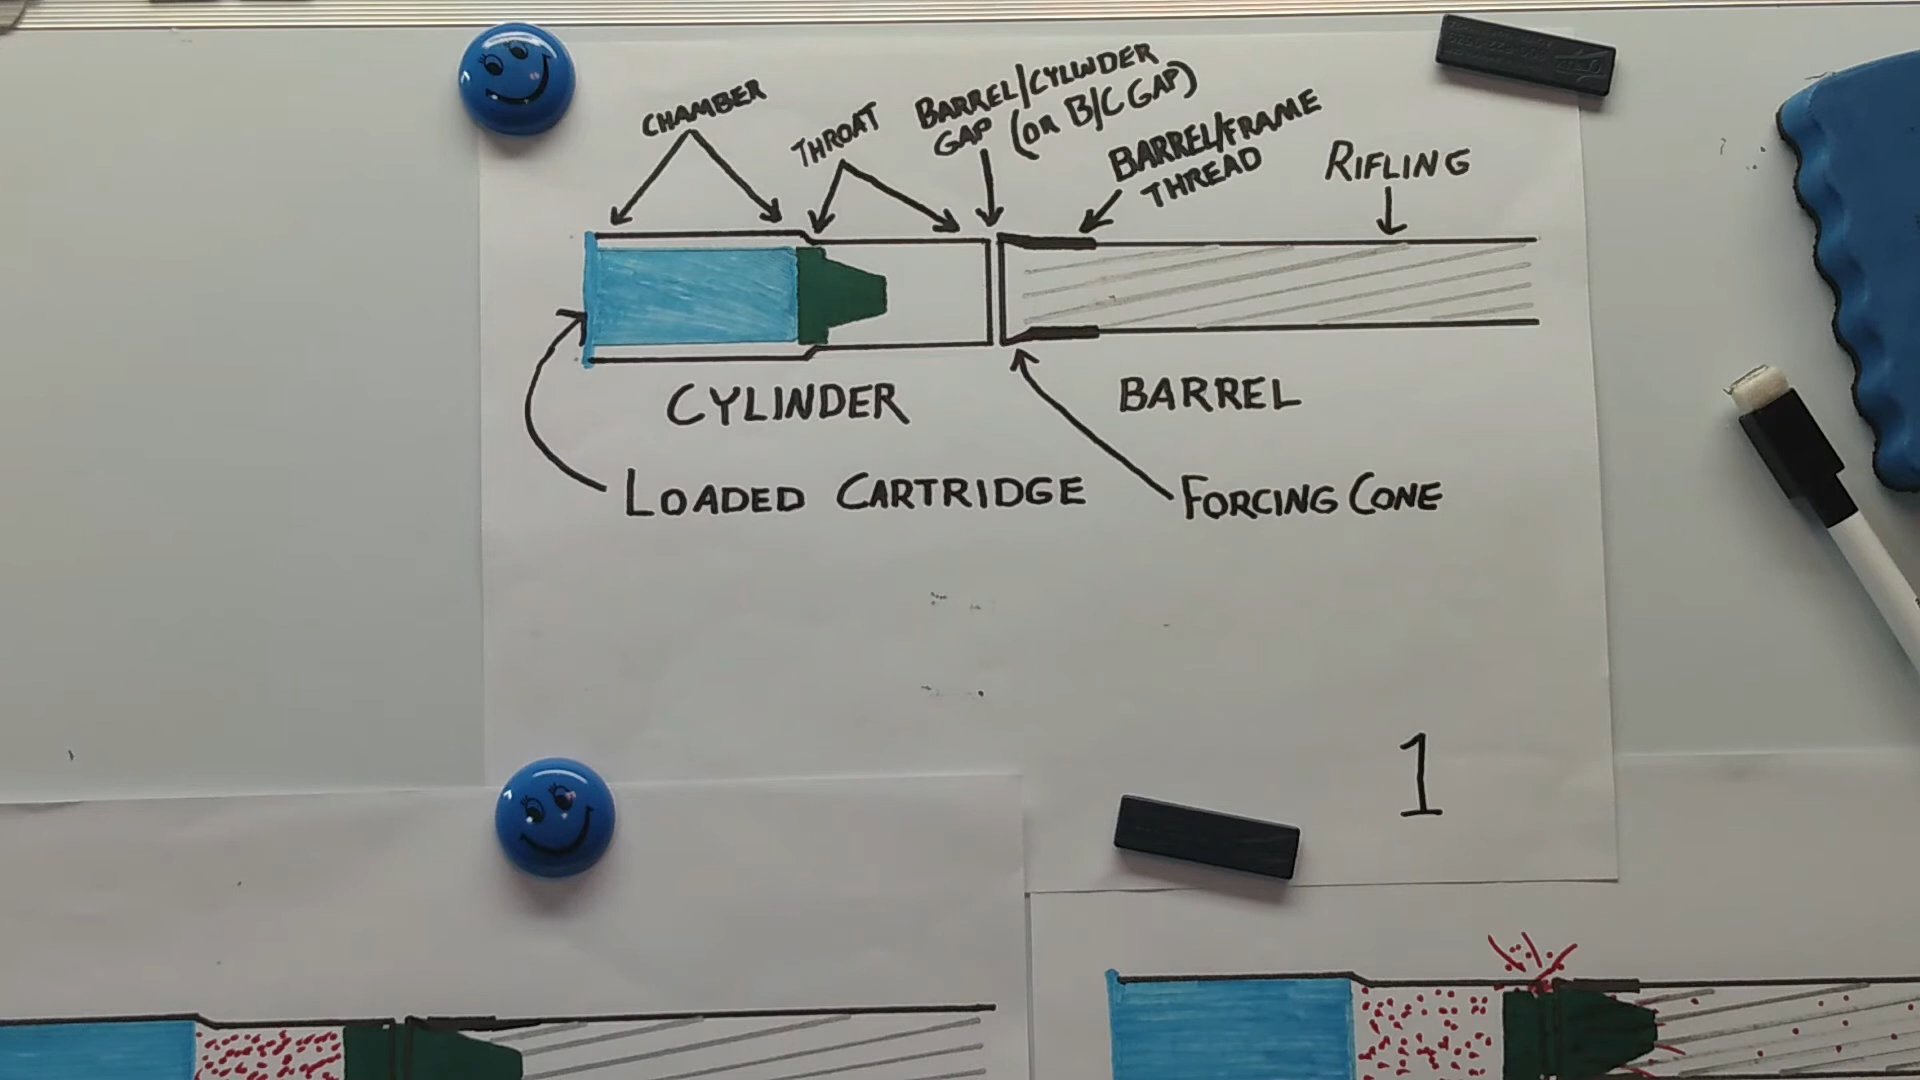 CHAMBER
THROAT
BARREL/CYLINDER
GAP (OR B/C GAP)
BARREL/FRAME
THREAD
RIFLING
CYLINDER
BARREL
LOADED CARTRIDGE
FORCING CONE
1